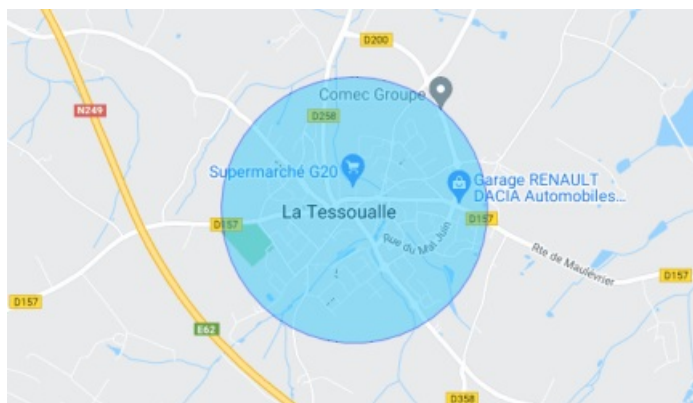 D200
Comec Groupe
N249
D258
Supermarché G20
Garage RENAULT
DACIA Automobiles...
La Tessoualle
D157
D157
Rue du Mal Juin
Rte de Maulévrier
D157
D157
E62
D358